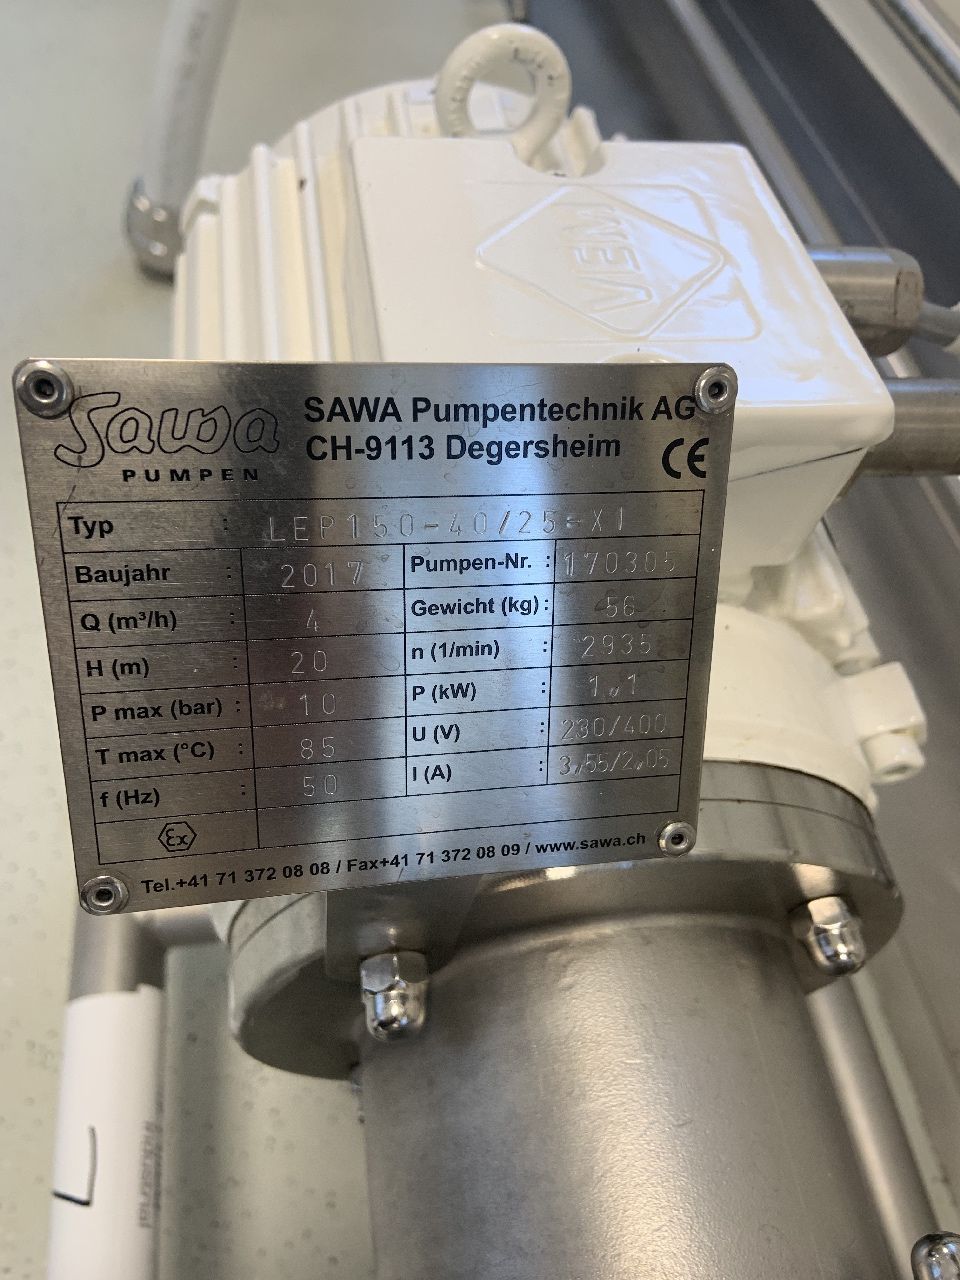 VEM
Sawa
PUMPEN
SAWA Pumpentechnik AG
CH-9113 Degersheim
CE
Typ : LEP150-40/25-XI
Baujahr : 2017 Pumpen-Nr. : 170305
Q (m³/h) : 4 Gewicht (kg) : 56
H (m) : 20 n (1/min) : 2935
P max (bar) : 10 P (kW) : 1,1
T max (°C) : 85 U (V) : 230/400
f (Hz) : 50 I (A) : 3,55/2,05
Ex
Tel.+41 71 372 08 08 / Fax+41 71 372 08 09 / www.sawa.ch